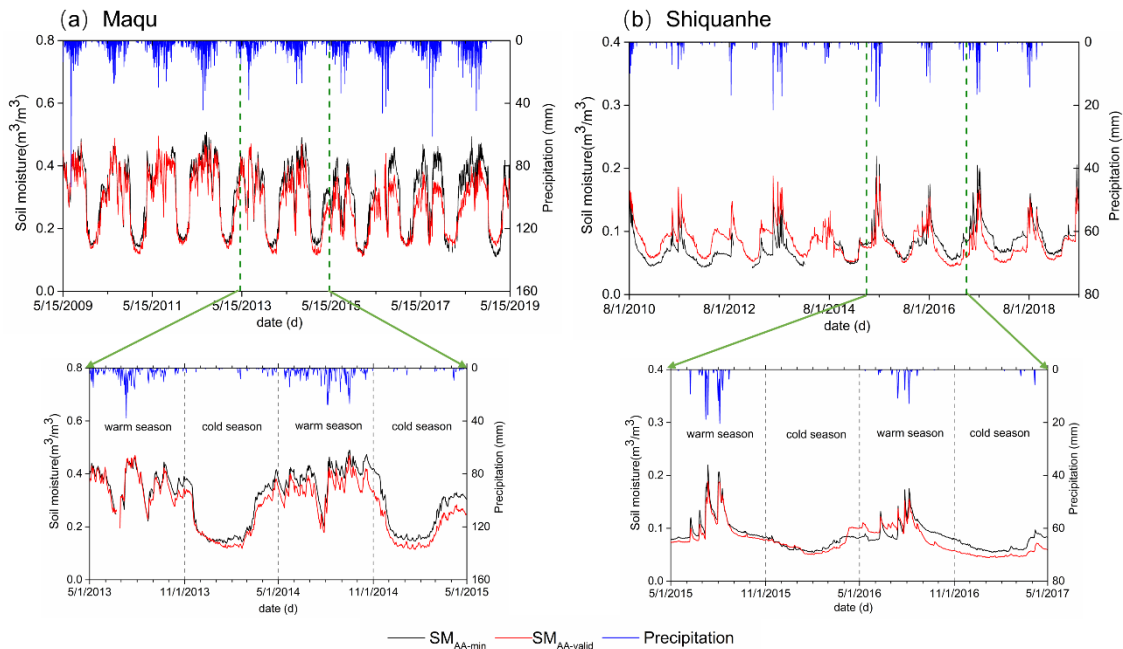 (a) Maqu
0.8
0.6
0.4
0.2
0.0
Soil moisture(m³/m³)
0
40
80
120
160
Precipitation (mm)
5/15/2009 5/15/2011 5/15/2013 5/15/2015 5/15/2017 5/15/2019
date (d)
(b) Shiquanhe
0.4
0.3
0.2
0.1
0.0
Soil moisture(m³/m³)
0
20
40
60
80
Precipitation (mm)
8/1/2010 8/1/2012 8/1/2014 8/1/2016 8/1/2018
date (d)
0.8
0.6
0.4
0.2
0.0
Soil moisture(m³/m³)
warm season cold season warm season cold season
0
40
80
120
160
Precipitation (mm)
5/1/2013 11/1/2013 5/1/2014 11/1/2014 5/1/2015
date (d)
0.4
0.3
0.2
0.1
0.0
Soil moisture(m³/m³)
warm season cold season warm season cold season
0
20
40
60
80
Precipitation (mm)
5/1/2015 11/1/2015 5/1/2016 11/1/2016 5/1/2017
date (d)
SM AA-min SM AA-valid Precipitation